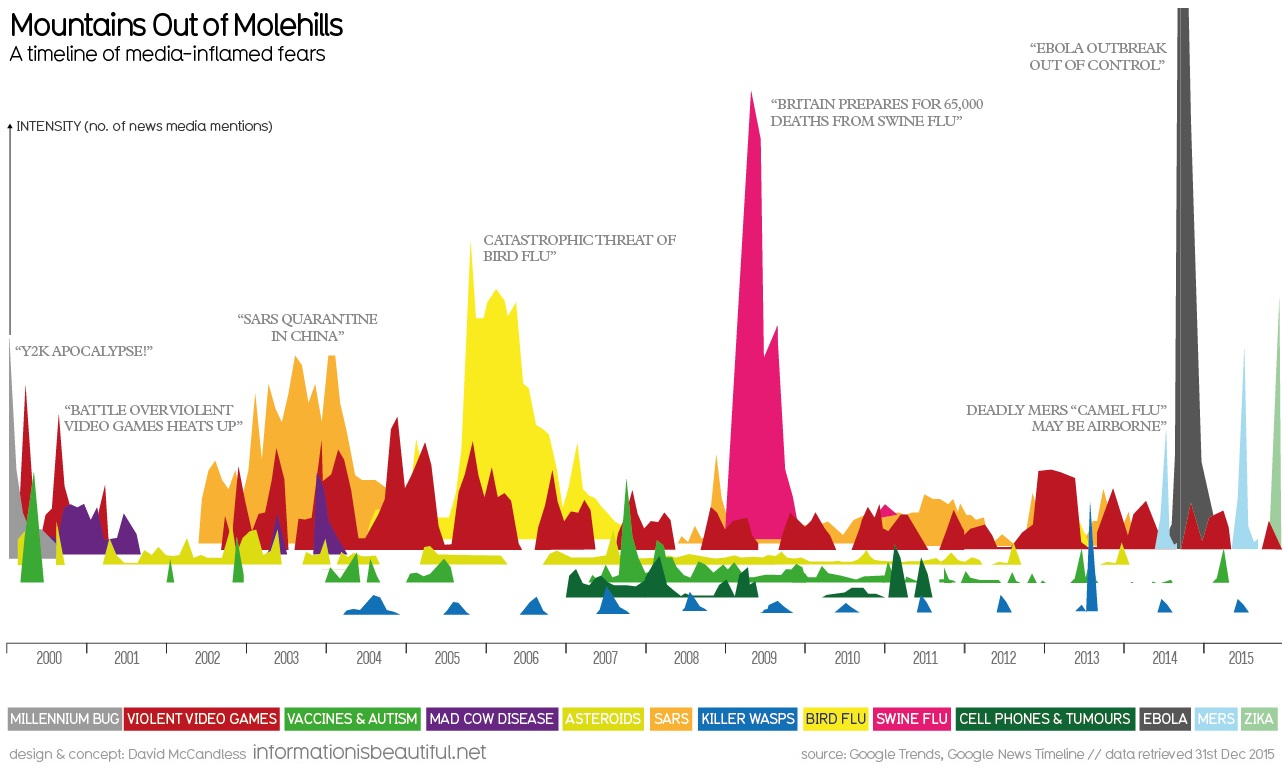 Mountains Out of Molehills
A timeline of media-inflamed fears
INTENSITY (no. of news media mentions)
“EBOLA OUTBREAK
OUT OF CONTROL”
“BRITAIN PREPARES FOR 65,000
DEATHS FROM SWINE FLU”
CATASTROPHIC THREAT OF
BIRD FLU”
“SARS QUARANTINE
IN CHINA”
“Y2K APOCALYPSE!”
“BATTLE OVER VIOLENT
VIDEO GAMES HEATS UP”
DEADLY MERS “CAMEL FLU”
MAY BE AIRBORNE”
2000 2001 2002 2003 2004 2005 2006 2007 2008 2009 2010 2011 2012 2013 2014 2015
MILLENNIUM BUG VIOLENT VIDEO GAMES VACCINES & AUTISM MAD COW DISEASE ASTEROIDS SARS KILLER WASPS BIRD FLU SWINE FLU CELL PHONES & TUMOURS EBOLA MERS ZIKA
design & concept: David McCandless informationisbeautiful.net
source: Google Trends, Google News Timeline // data retrieved 31st Dec 2015